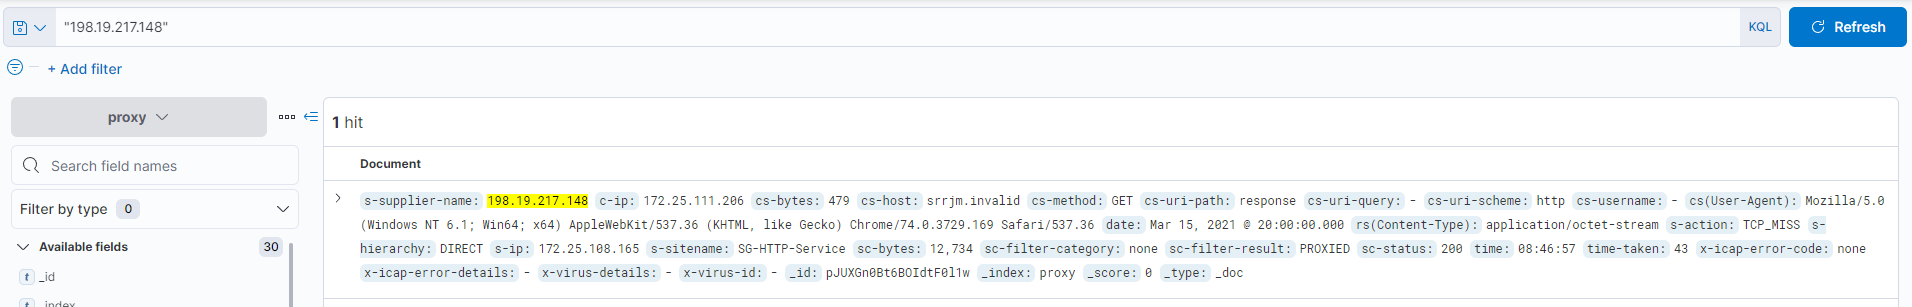 "198.19.217.148"
KQL
Refresh
+ Add filter
proxy
1 hit
Search field names
Document
Filter by type 0
s-supplier-name: 198.19.217.148 c-ip: 172.25.111.206 cs-bytes: 479 cs-host: srrjm.invalid cs-method: GET cs-uri-path: response cs-uri-query: - cs-uri-scheme: http cs-username: - cs(User-Agent): Mozilla/5.0
(Windows NT 6.1; Win64; x64) AppleWebKit/537.36 (KHTML, like Gecko) Chrome/74.0.3729.169 Safari/537.36 date: Mar 15, 2021 @ 20:00:00.000 rs(Content-Type): application/octet-stream s-action: TCP_MISS s-
hierarchy: DIRECT s-ip: 172.25.108.165 s-sitename: SG-HTTP-Service sc-bytes: 12,734 sc-filter-category: none sc-filter-result: PROXIED sc-status: 200 time: 08:46:57 time-taken: 43 x-icap-error-code: none
x-icap-error-details: - x-virus-details: - x-virus-id: - _id: pJUXGn0Bt6BOIdtF0l1w _index: proxy _score: 0 _type: _doc
Available fields 30
t _id
t _index